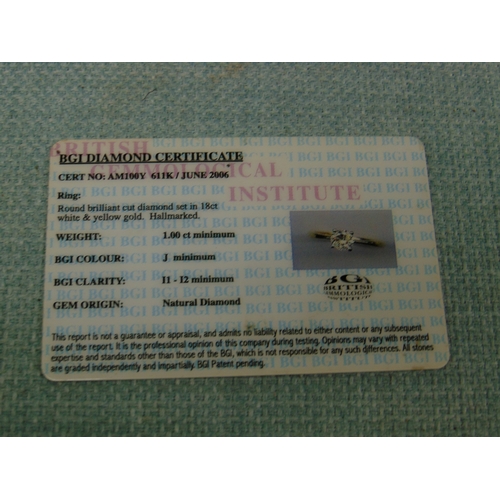 BRITISH
GEMMOLOGICAL
INSTITUTE
BGI DIAMOND CERTIFICATE
CERT NO: AM100Y 611K / JUNE 2006
Ring:
Round brilliant cut diamond set in 18ct
white & yellow gold. Hallmarked.
WEIGHT: 1.00 ct minimum
BGI COLOUR: J minimum
BGI CLARITY: I1 - I2 minimum
GEM ORIGIN: Natural Diamond
BGI
BRITISH
GEMMOLOGICAL
INSTITUTE
This report is not a guarantee or appraisal, and admits no liability related to either content or any subsequent
use of the report. It is the professional opinion of this company during testing. Opinions may vary with repeated
expertise and standards other than those of the BGI, which is not responsible for any such differences. All stones
are graded independently and impartially. BGI Patent pending.